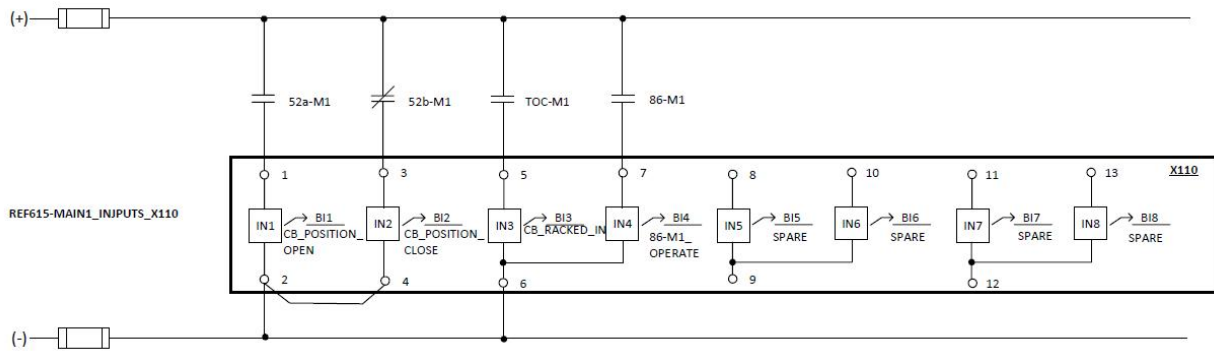 (+)
52a-M1
52b-M1
TOC-M1
86-M1
X110
1
3
5
7
8
10
11
13
REF615-MAIN1_INJPUTS_X110
IN1
BI1
CB_POSITION_
OPEN
IN2
BI2
CB_POSITION_
CLOSE
IN3
BI3
CB_RACKED_IN
IN4
BI4
86-M1_
OPERATE
IN5
BI5
SPARE
IN6
BI6
SPARE
IN7
BI7
SPARE
IN8
BI8
SPARE
2
4
6
9
12
(-)